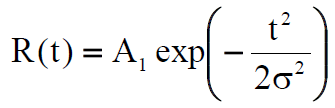 R(t) = A₁ exp(−t²/2σ²)